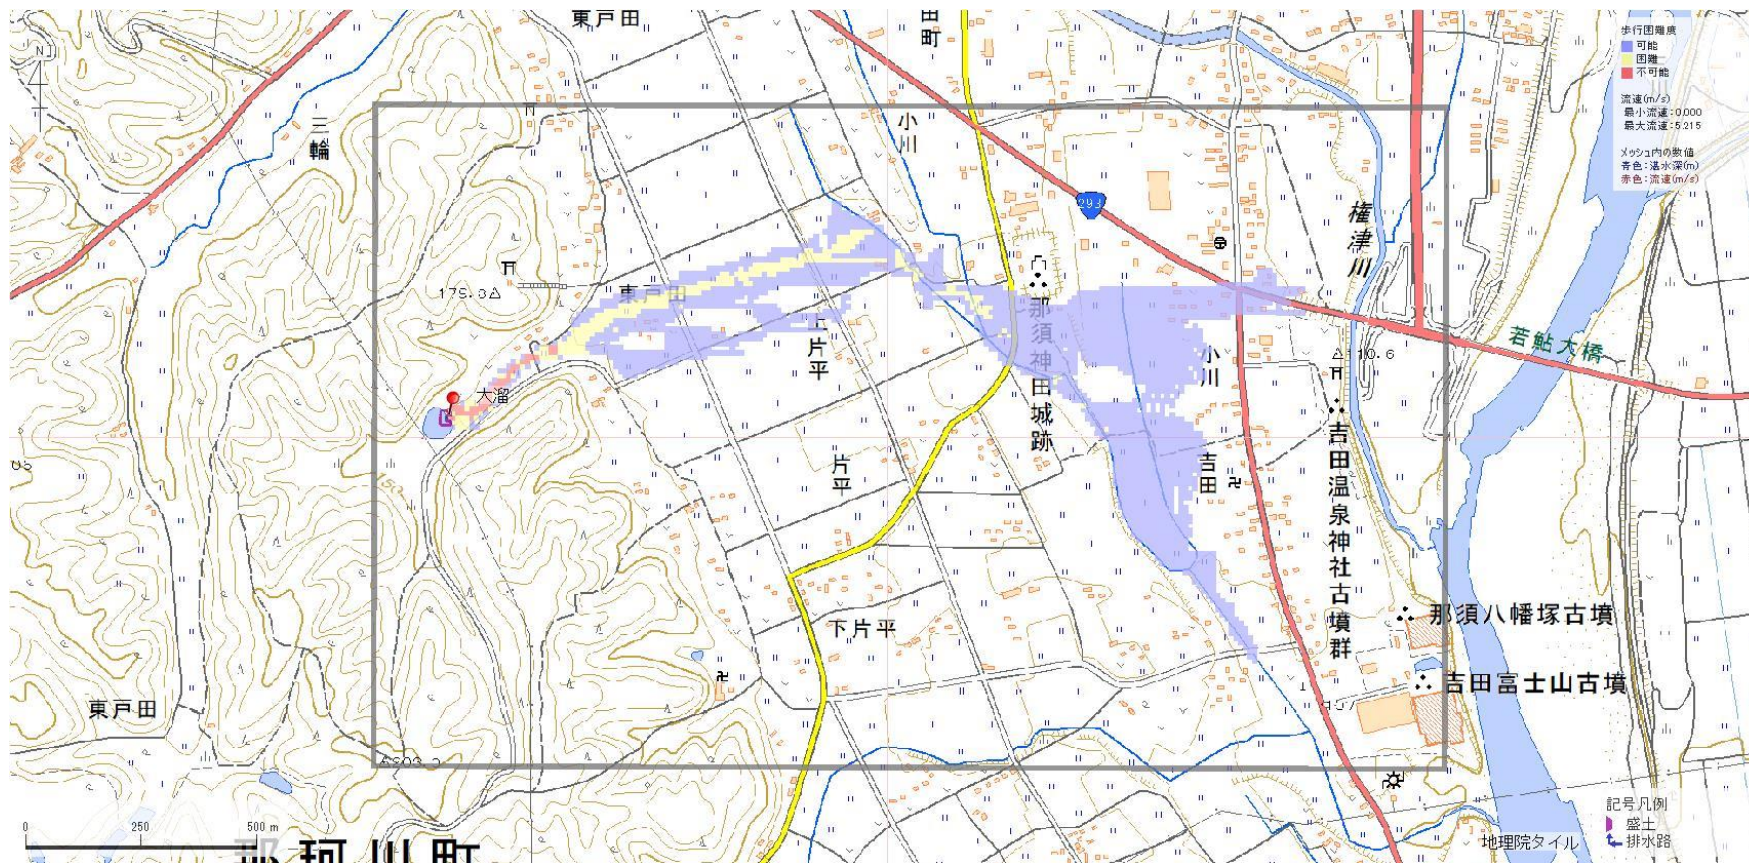 東戸田
田町
N
歩行困難度
可能
困難
不可能
流速(m/s)
最小流速:0.000
最大流速:5.215
メッシュ内の数値
青色:湛水深(m)
赤色:流速(m/s)
三輪
小川
293
権津川
175.3
東戸田
上片平
那須神田城跡
小川
若鮎大橋
大溜
片平
吉田
吉田温泉神社古墳群
那須八幡塚古墳
下片平
吉田富士山古墳
東戸田
0 250 500 m
那珂川町
記号凡例
盛土
排水路
地理院タイル